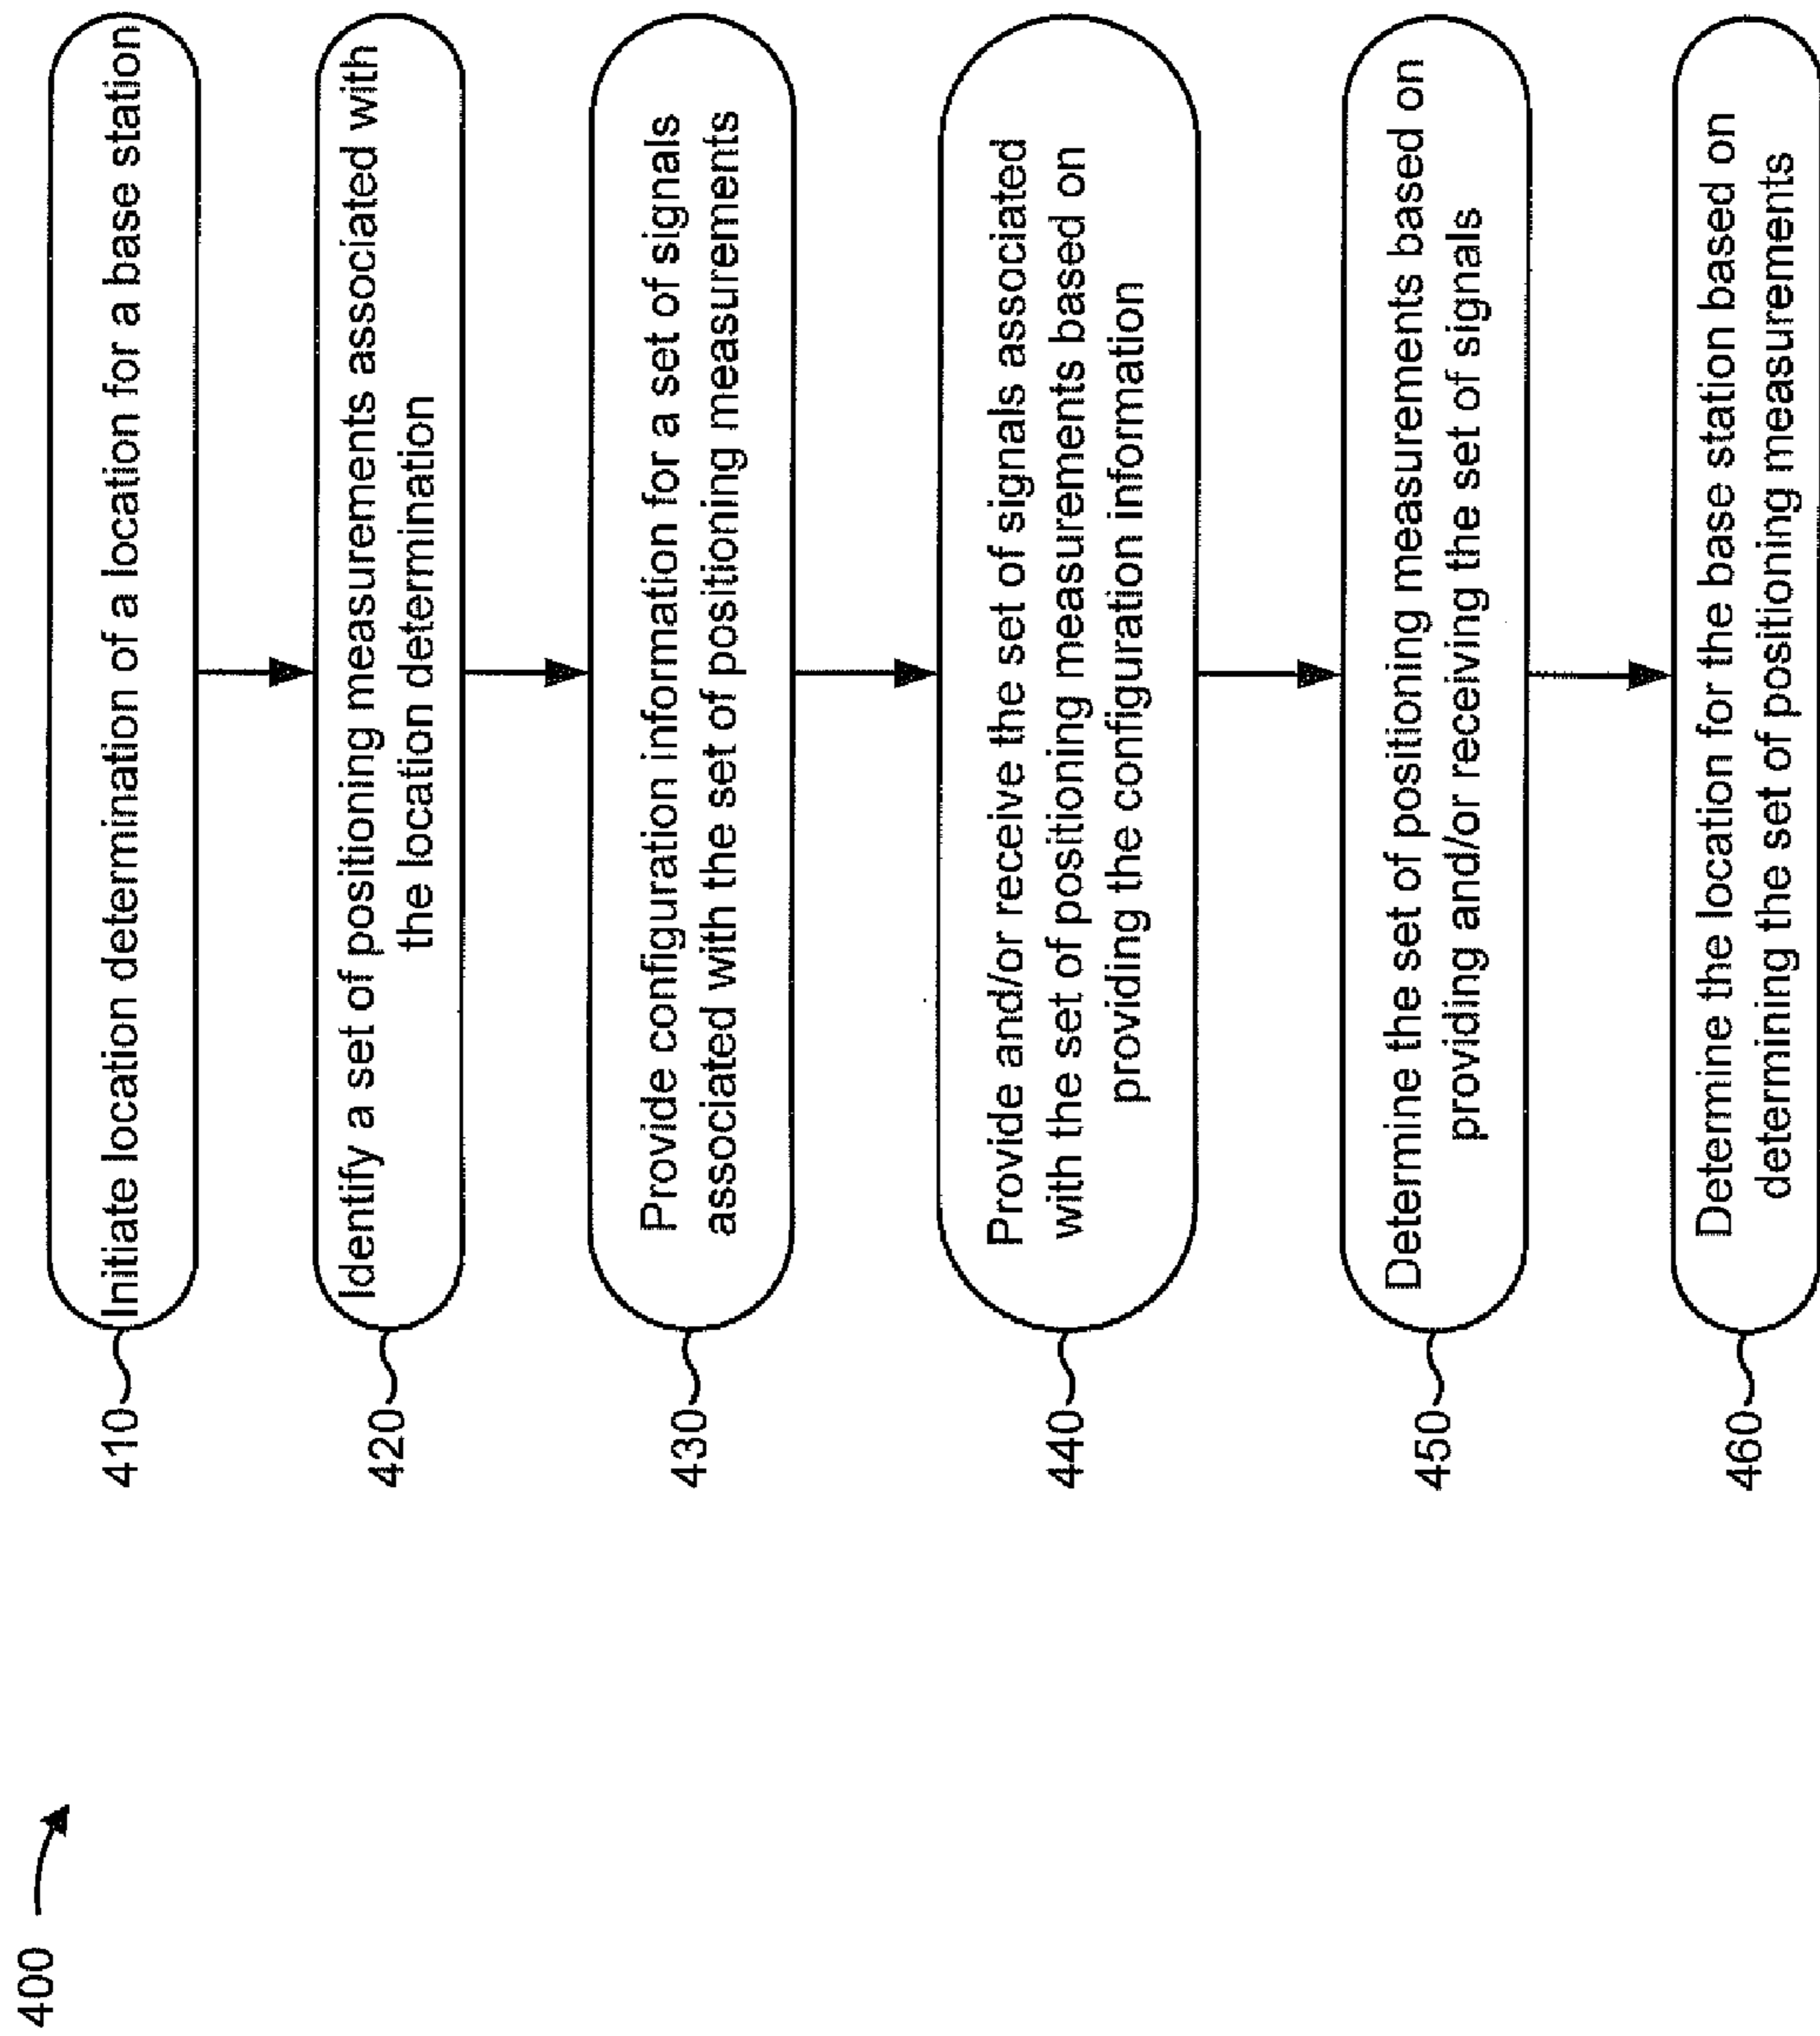 400
410
Initiate location determination of a location for a base station
420
Identify a set of positioning measurements associated with
the location determination
430
Provide configuration information for a set of signals
associated with the set of positioning measurements
440
Provide and/or receive the set of signals associated
with the set of positioning measurements based on
providing the configuration information
450
Determine the set of positioning measurements based on
providing and/or receiving the set of signals
460
Determine the location for the base station based on
determining the set of positioning measurements